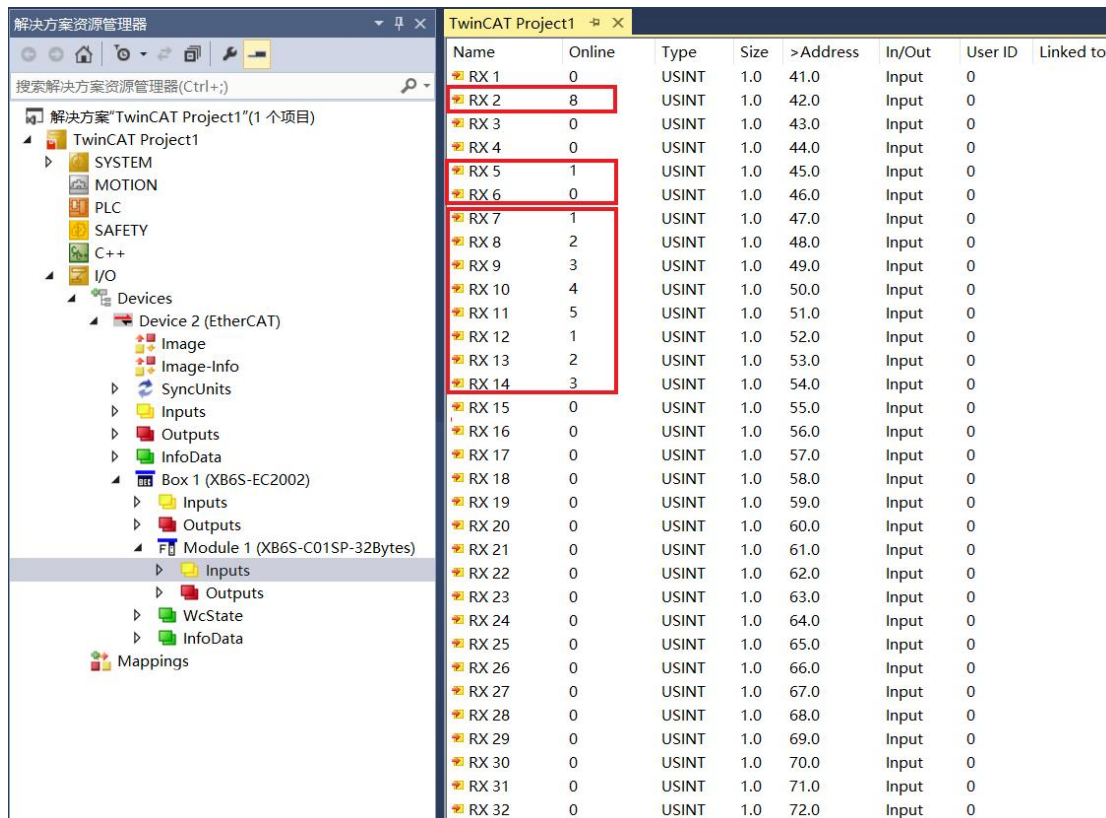 解决方案资源管理器
搜索解决方案资源管理器(Ctrl+;)
解决方案"TwinCAT Project1"(1 个项目)
TwinCAT Project1
SYSTEM
MOTION
PLC
SAFETY
C++
I/O
Devices
Device 2 (EtherCAT)
Image
Image-Info
SyncUnits
Inputs
Outputs
InfoData
Box 1 (XB6S-EC2002)
Inputs
Outputs
Module 1 (XB6S-C01SP-32Bytes)
Inputs
Outputs
WcState
InfoData
Mappings
TwinCAT Project1
Name Online Type Size >Address In/Out User ID Linked to
RX 1 0 USINT 1.0 41.0 Input 0
RX 2 8 USINT 1.0 42.0 Input 0
RX 3 0 USINT 1.0 43.0 Input 0
RX 4 0 USINT 1.0 44.0 Input 0
RX 5 1 USINT 1.0 45.0 Input 0
RX 6 0 USINT 1.0 46.0 Input 0
RX 7 1 USINT 1.0 47.0 Input 0
RX 8 2 USINT 1.0 48.0 Input 0
RX 9 3 USINT 1.0 49.0 Input 0
RX 10 4 USINT 1.0 50.0 Input 0
RX 11 5 USINT 1.0 51.0 Input 0
RX 12 1 USINT 1.0 52.0 Input 0
RX 13 2 USINT 1.0 53.0 Input 0
RX 14 3 USINT 1.0 54.0 Input 0
RX 15 0 USINT 1.0 55.0 Input 0
RX 16 0 USINT 1.0 56.0 Input 0
RX 17 0 USINT 1.0 57.0 Input 0
RX 18 0 USINT 1.0 58.0 Input 0
RX 19 0 USINT 1.0 59.0 Input 0
RX 20 0 USINT 1.0 60.0 Input 0
RX 21 0 USINT 1.0 61.0 Input 0
RX 22 0 USINT 1.0 62.0 Input 0
RX 23 0 USINT 1.0 63.0 Input 0
RX 24 0 USINT 1.0 64.0 Input 0
RX 25 0 USINT 1.0 65.0 Input 0
RX 26 0 USINT 1.0 66.0 Input 0
RX 27 0 USINT 1.0 67.0 Input 0
RX 28 0 USINT 1.0 68.0 Input 0
RX 29 0 USINT 1.0 69.0 Input 0
RX 30 0 USINT 1.0 70.0 Input 0
RX 31 0 USINT 1.0 71.0 Input 0
RX 32 0 USINT 1.0 72.0 Input 0